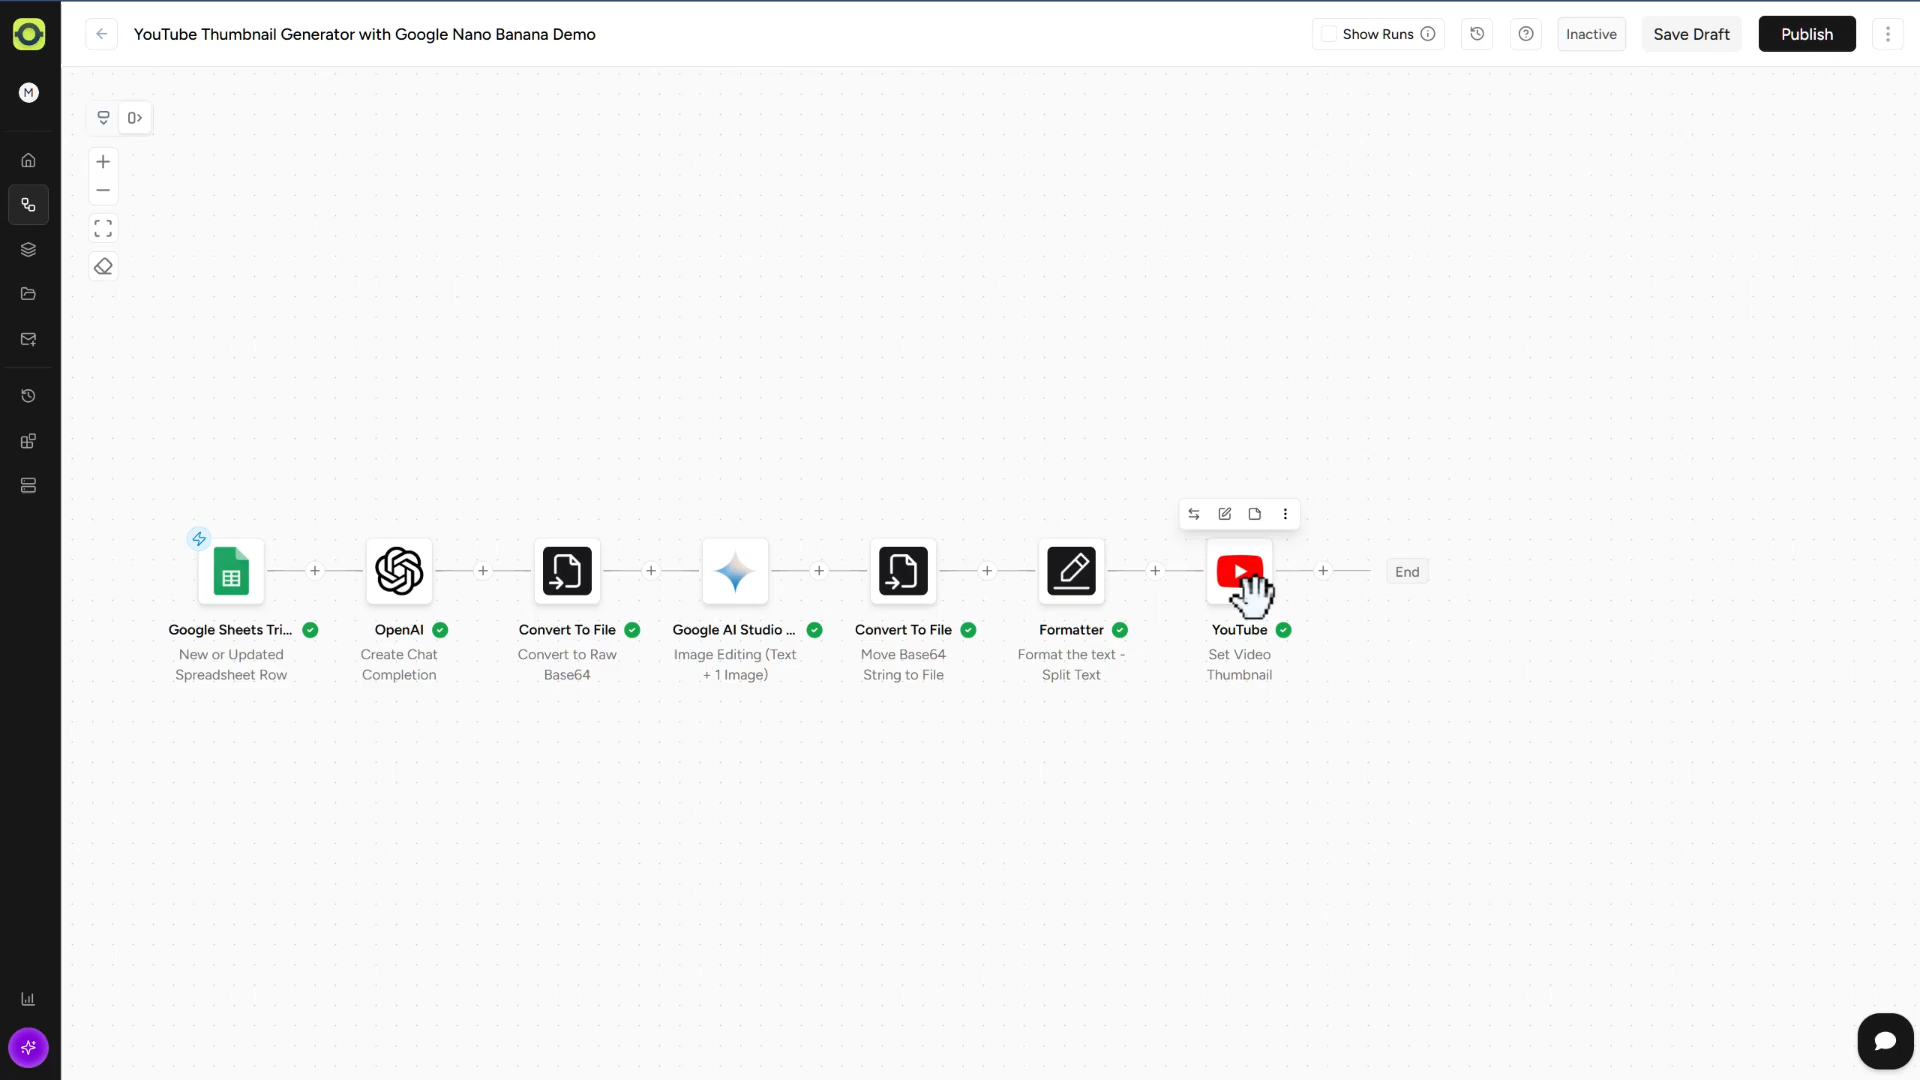 YouTube Thumbnail Generator with Google Nano Banana Demo
Show Runs
Inactive
Save Draft
Publish
M
End
Google Sheets Tri...
New or Updated
Spreadsheet Row
OpenAI
Create Chat
Completion
Convert To File
Convert to Raw
Base64
Google AI Studio ...
Image Editing (Text
+ 1 Image)
Convert To File
Move Base64
String to File
Formatter
Format the text -
Split Text
YouTube
Set Video
Thumbnail